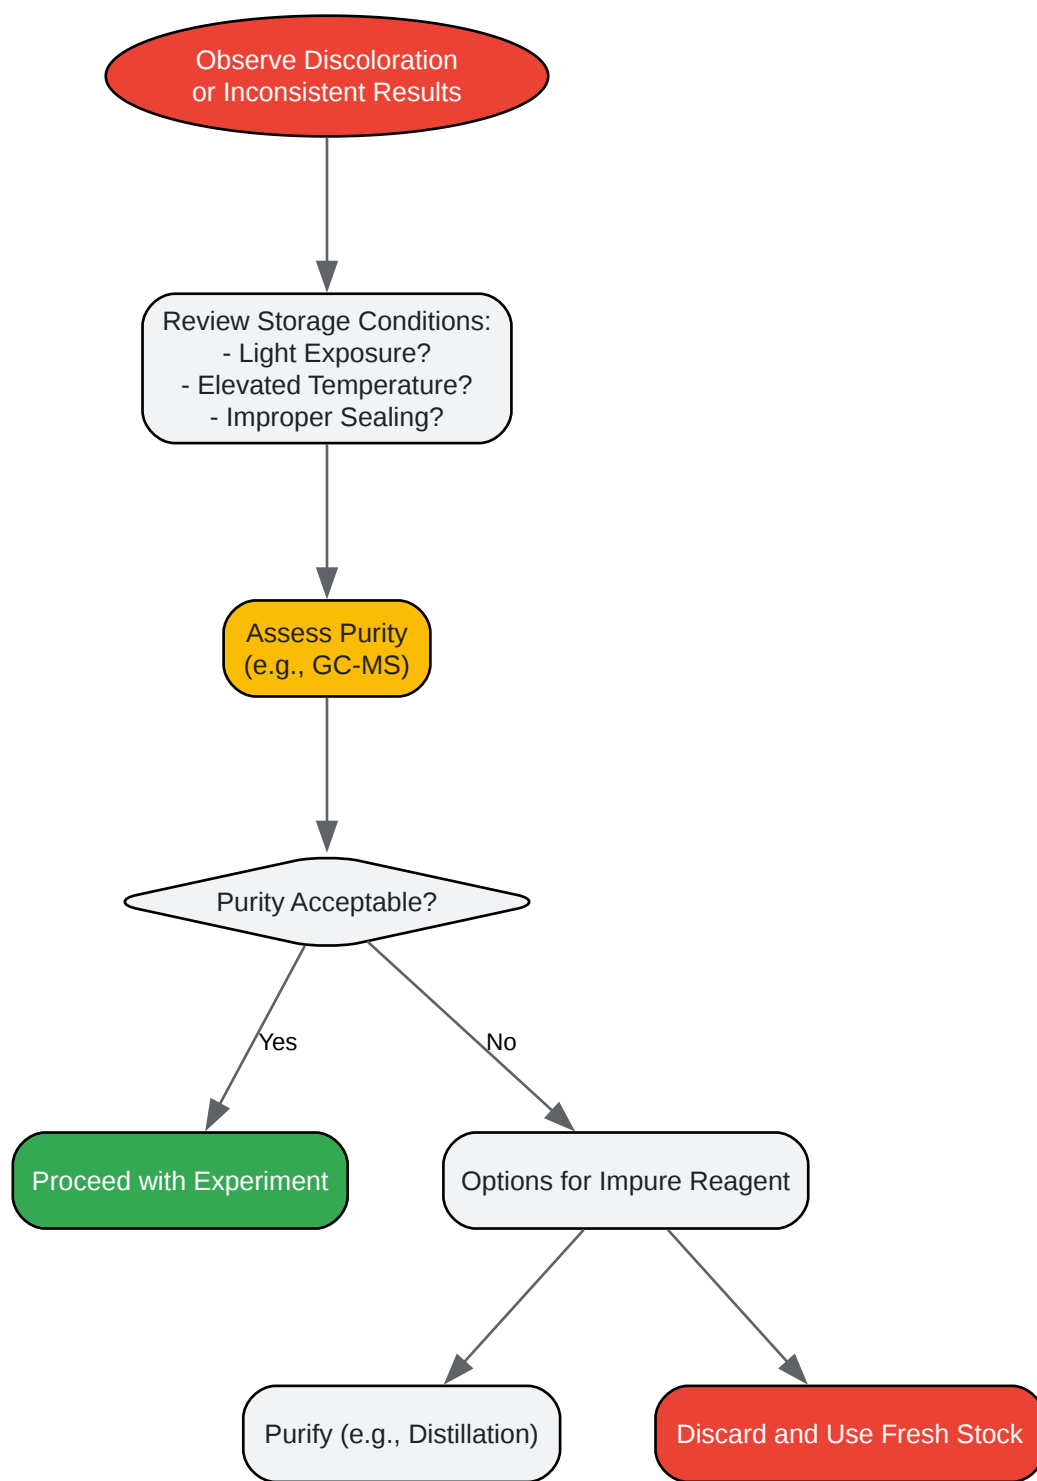 Observe Discoloration
or Inconsistent Results
Review Storage Conditions:
- Light Exposure?
- Elevated Temperature?
- Improper Sealing?
Assess Purity
(e.g., GC-MS)
Purity Acceptable?
Yes
No
Proceed with Experiment
Options for Impure Reagent
Purify (e.g., Distillation)
Discard and Use Fresh Stock